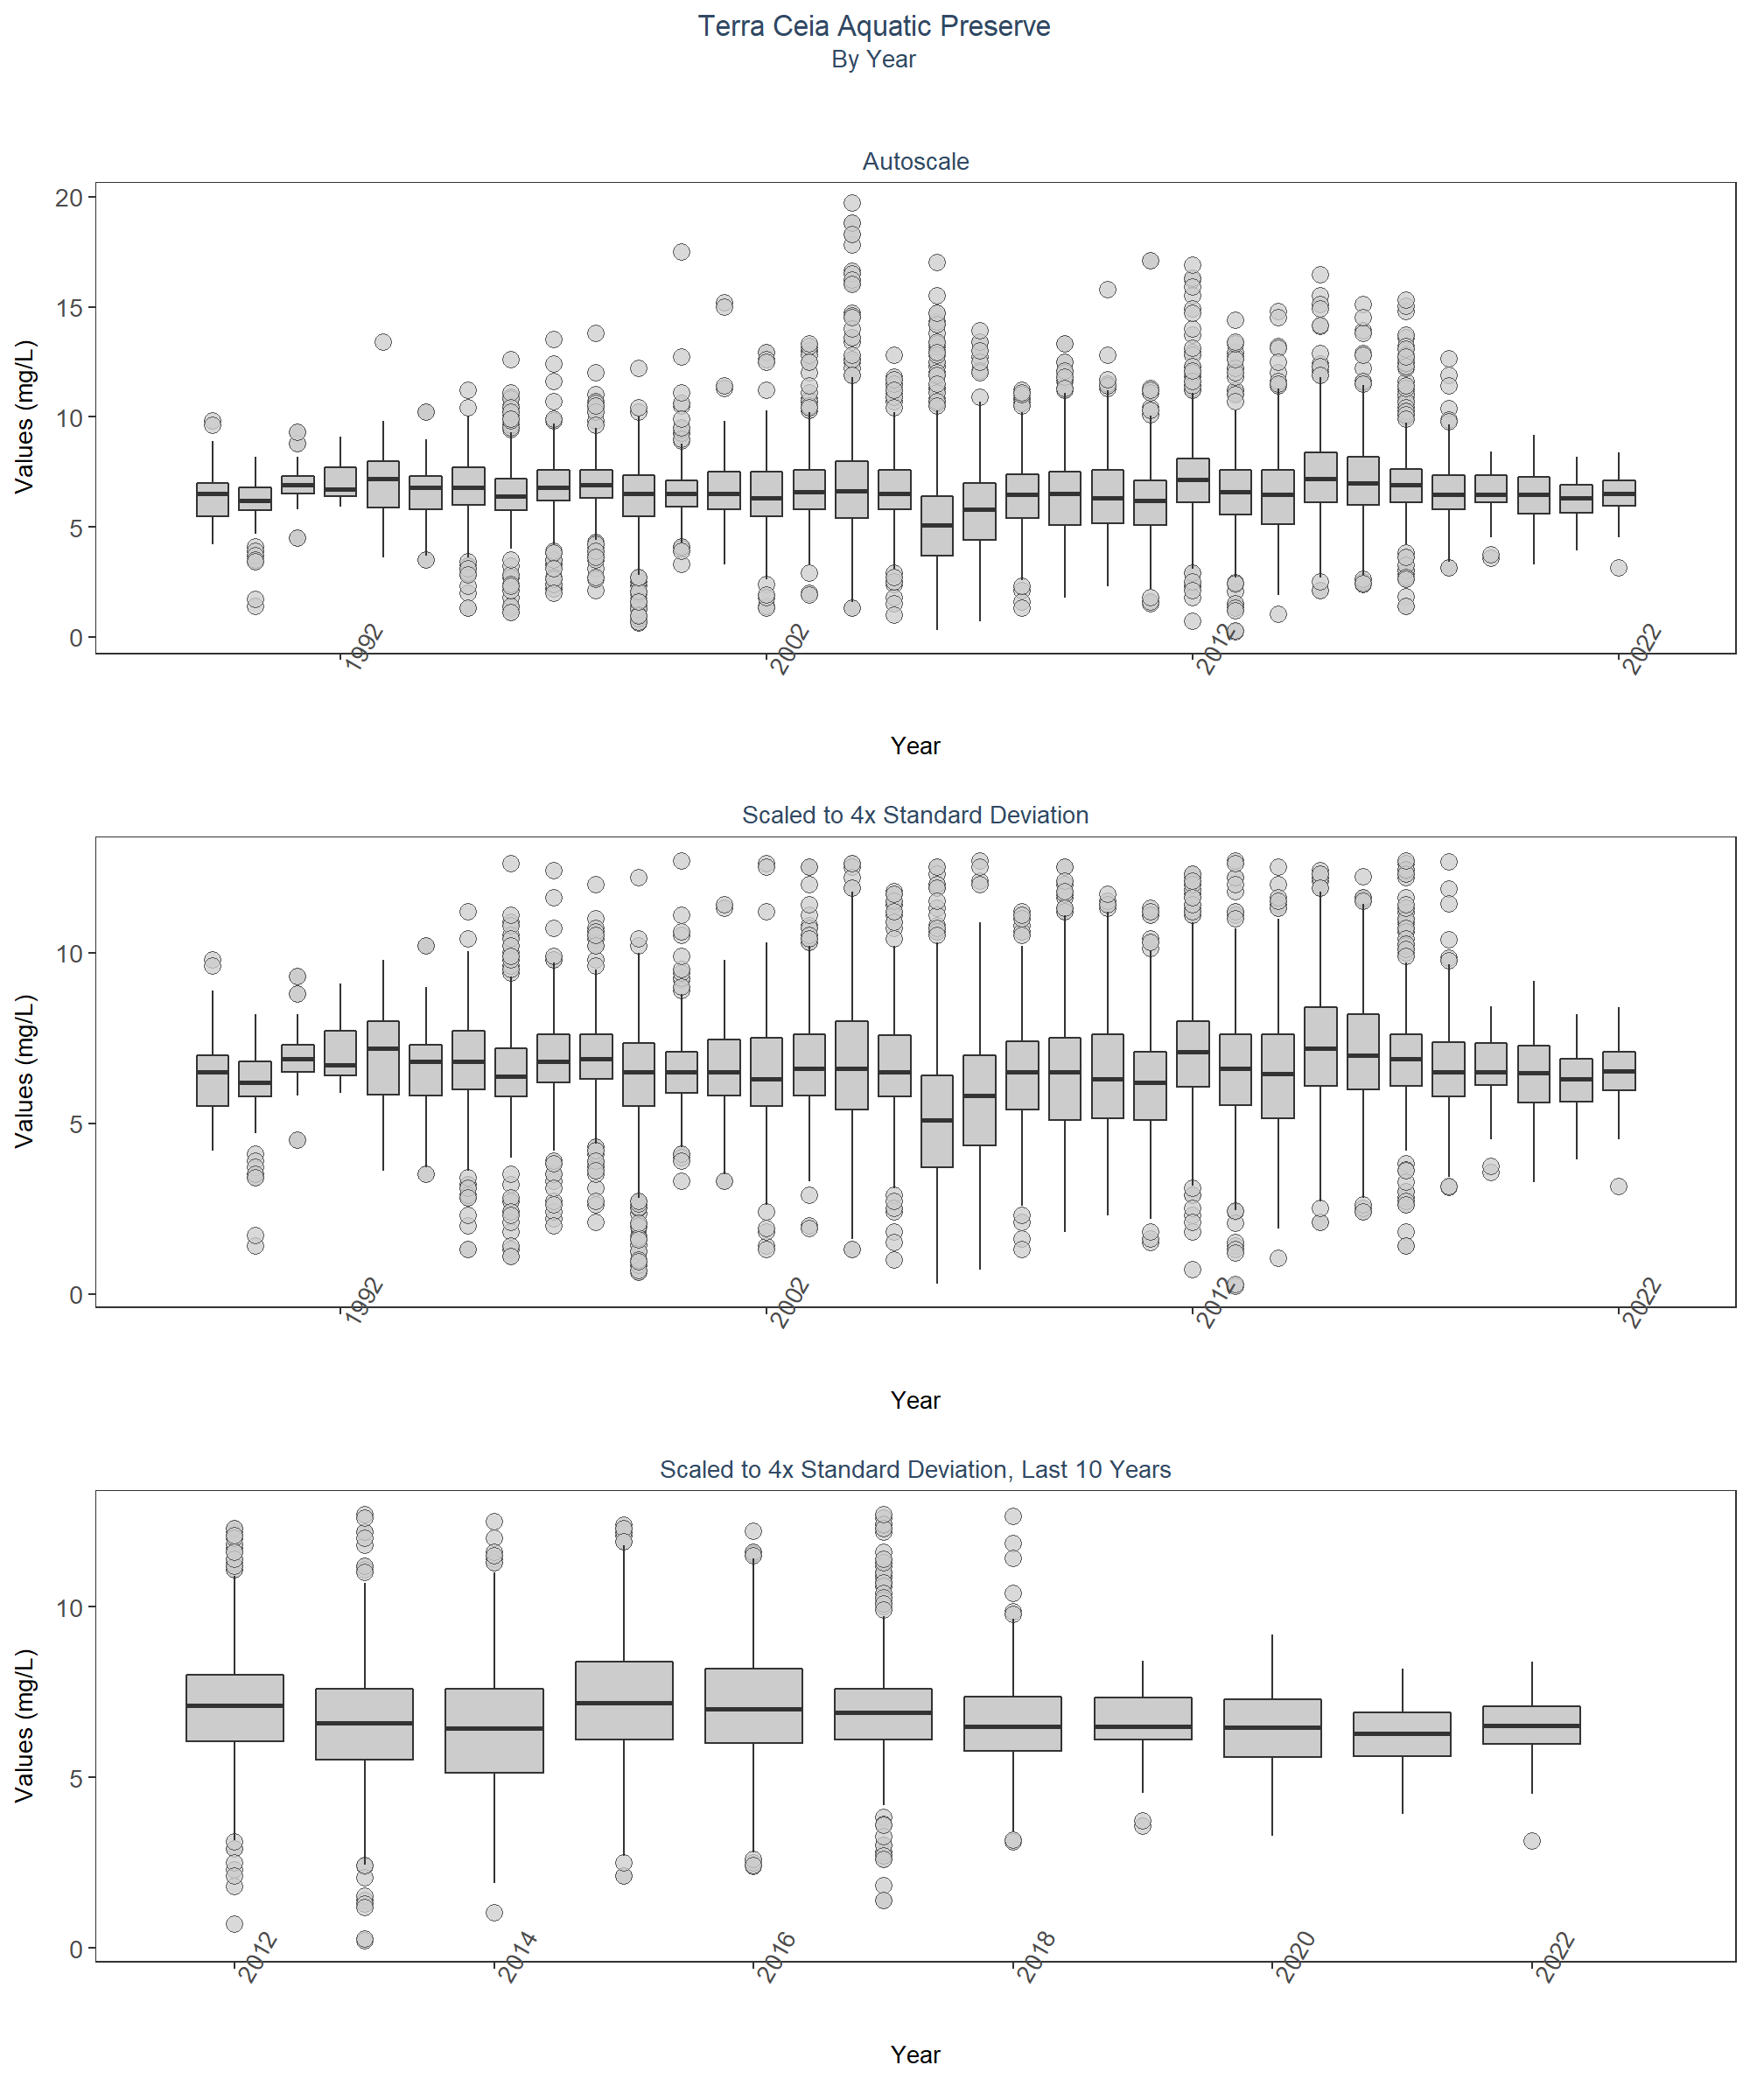 Terra Ceia Aquatic Preserve
By Year
Autoscale
Values (mg/L)
20
15
10
5
0
1992
2002
2012
2022
Year
Scaled to 4x Standard Deviation
Values (mg/L)
10
5
0
1992
2002
2012
2022
Year
Scaled to 4x Standard Deviation, Last 10 Years
Values (mg/L)
10
5
0
2012
2014
2016
2018
2020
2022
Year